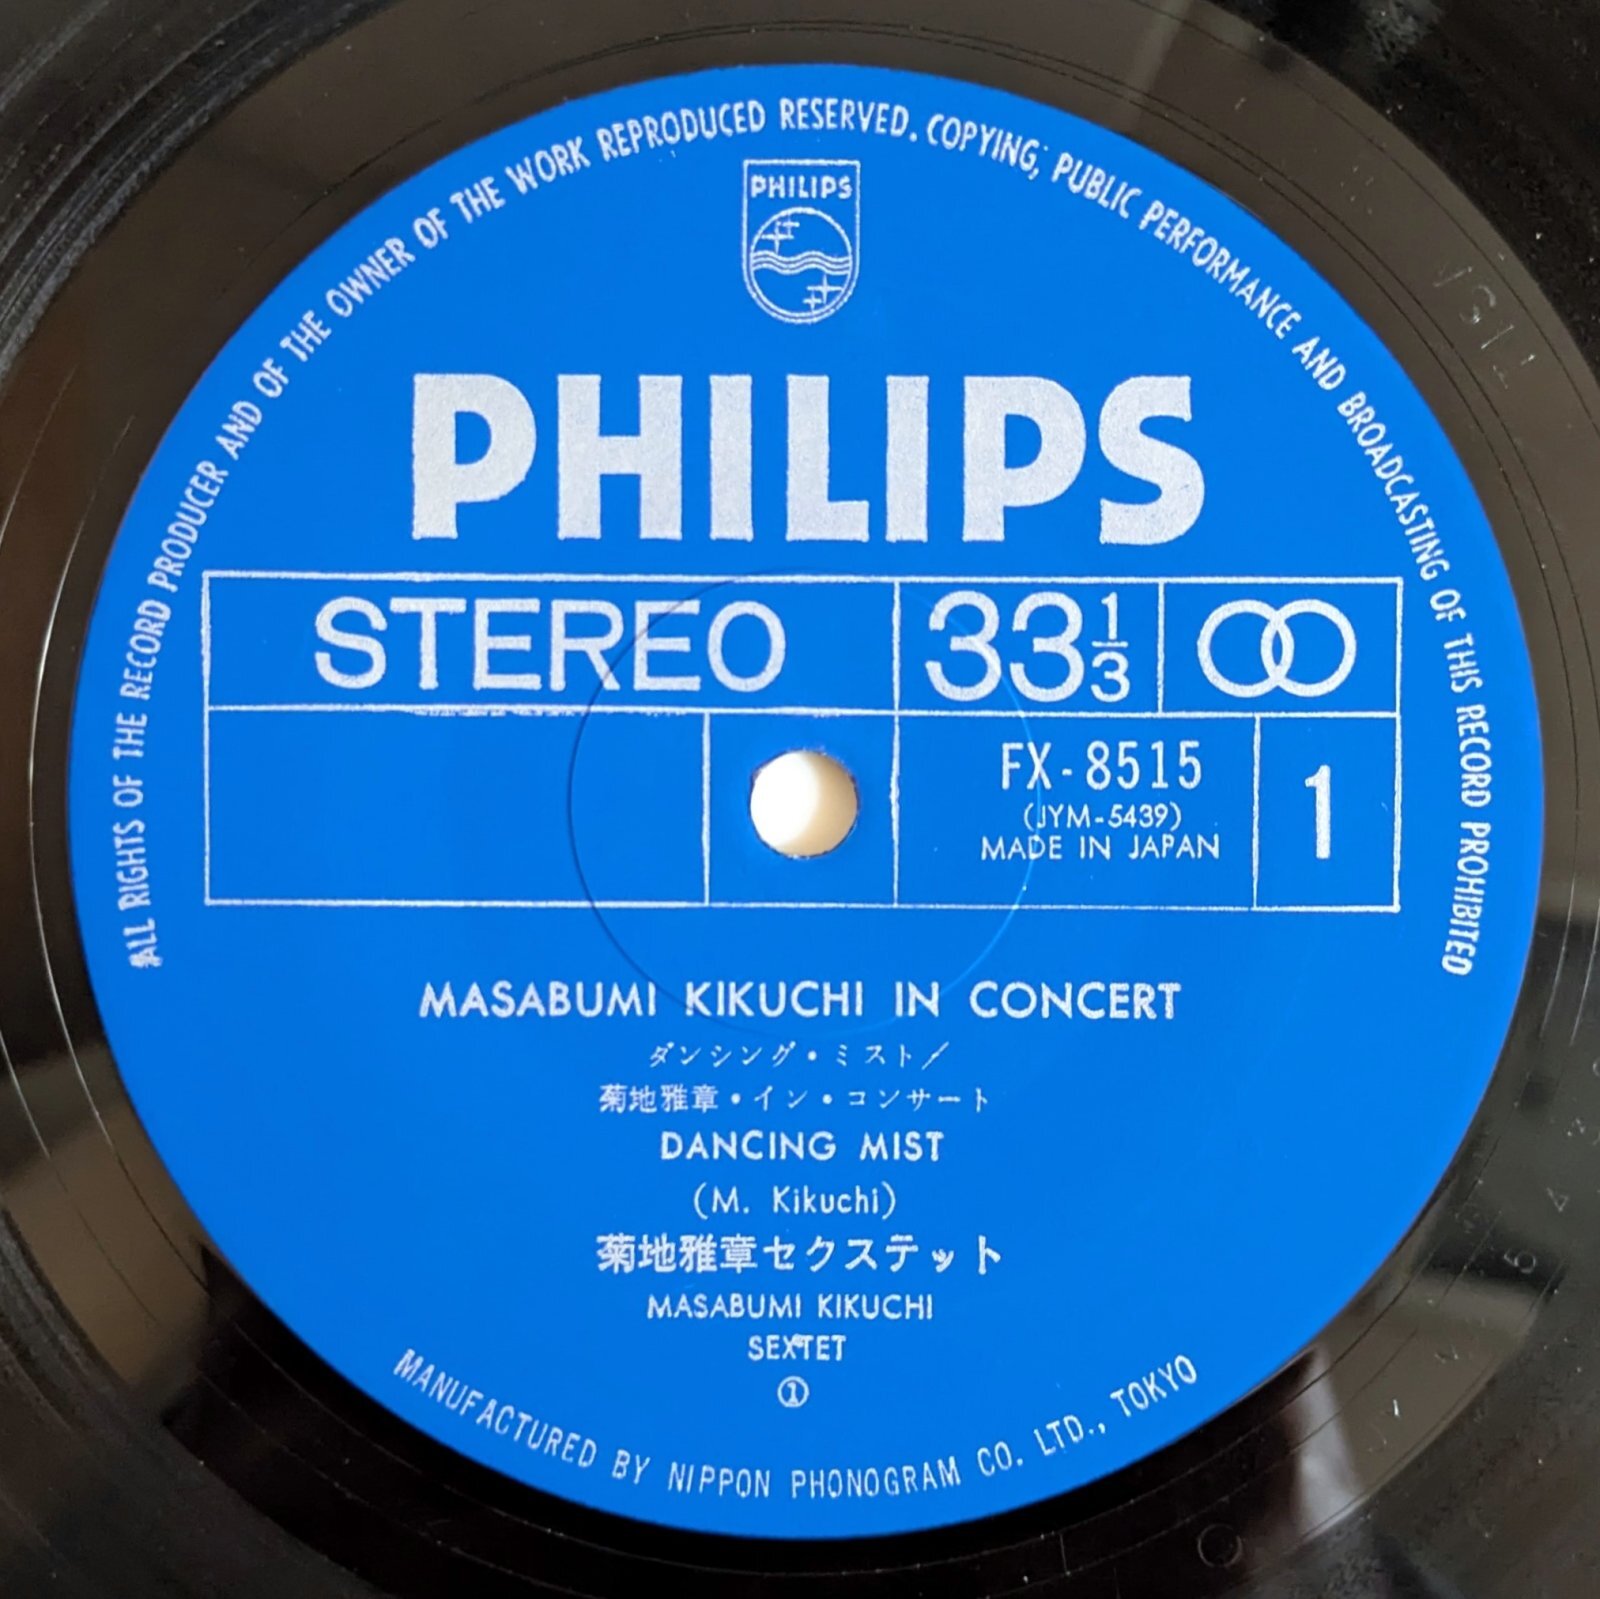 ALL RIGHTS OF THE RECORD PRODUCER AND OF THE OWNER OF THE WORK REPRODUCED RESERVED. COPYING, PUBLIC PERFORMANCE AND BROADCASTING OF THIS RECORD PROHIBITED
PHILIPS
PHILIPS
STEREO
33 1/3
FX-8515
(JYM-5439)
MADE IN JAPAN
1
MASABUMI KIKUCHI IN CONCERT
ダンシング・ミスト/
菊地雅章・イン・コンサート
DANCING MIST
(M. Kikuchi)
菊地雅章セクステット
MASABUMI KIKUCHI
SEXTET
①
MANUFACTURED BY NIPPON PHONOGRAM CO. LTD., TOKYO